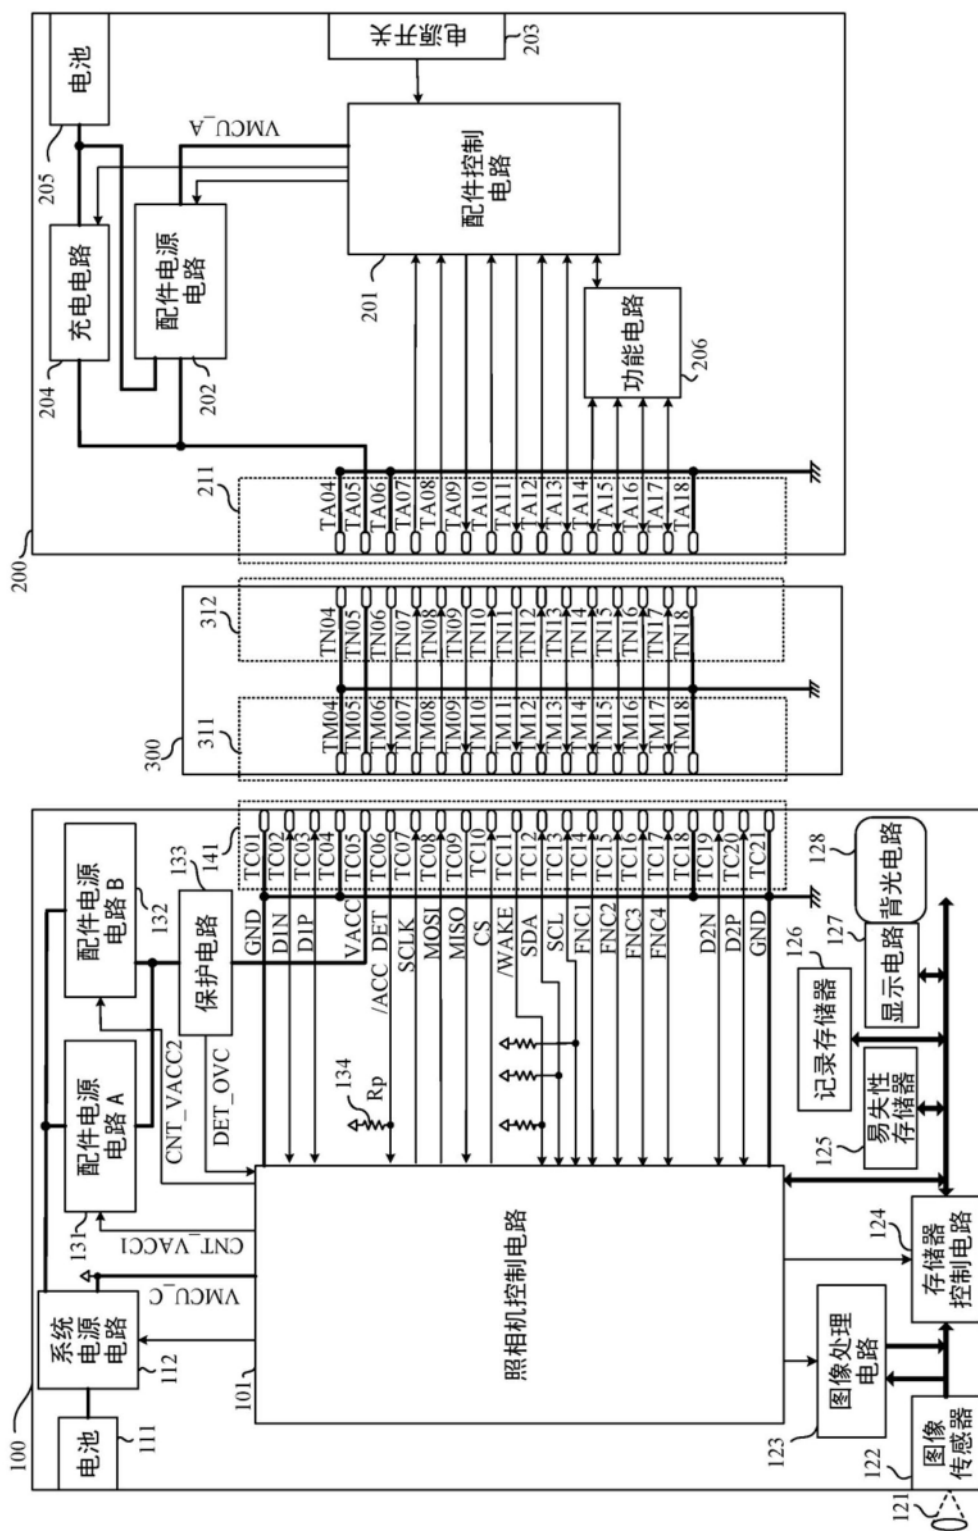 100
电池
111
系统
电源
电路
112
VMCU_C
CNT_VACC1
131
配件电源
电路 A
CNT_VACC2
DET_OVC
配件电源
电路 B
132
保护电路
133
134
Rp
101
照相机控制电路
141
GND
TC01
D1N
TC02
D1P
TC03
TC04
VACC
TC05
/ACC_DET
TC06
SCLK
TC07
MOSI
TC08
MISO
TC09
CS
TC10
/WAKE
TC11
SDA
TC12
SCL
TC13
FNC1
TC14
FNC2
TC15
FNC3
TC16
FNC4
TC17
TC18
D2N
TC19
D2P
TC20
GND
TC21
121
122
图像
传感器
123
图像处理
电路
124
存储器
控制电路
125
易失性
存储器
126
记录存储器
127
显示电路
128
背光电路
300
311
312
TM04
TM05
TM06
TM07
TM08
TM09
TM10
TM11
TM12
TM13
TM14
TM15
TM16
TM17
TM18
TN04
TN05
TN06
TN07
TN08
TN09
TN10
TN11
TN12
TN13
TN14
TN15
TN16
TN17
TN18
200
211
TA04
TA05
TA06
TA07
TA08
TA09
TA10
TA11
TA12
TA13
TA14
TA15
TA16
TA17
TA18
204
充电电路
205
电池
202
配件电源
电路
VMCU_A
201
配件控制
电路
电源开关
203
功能电路
206